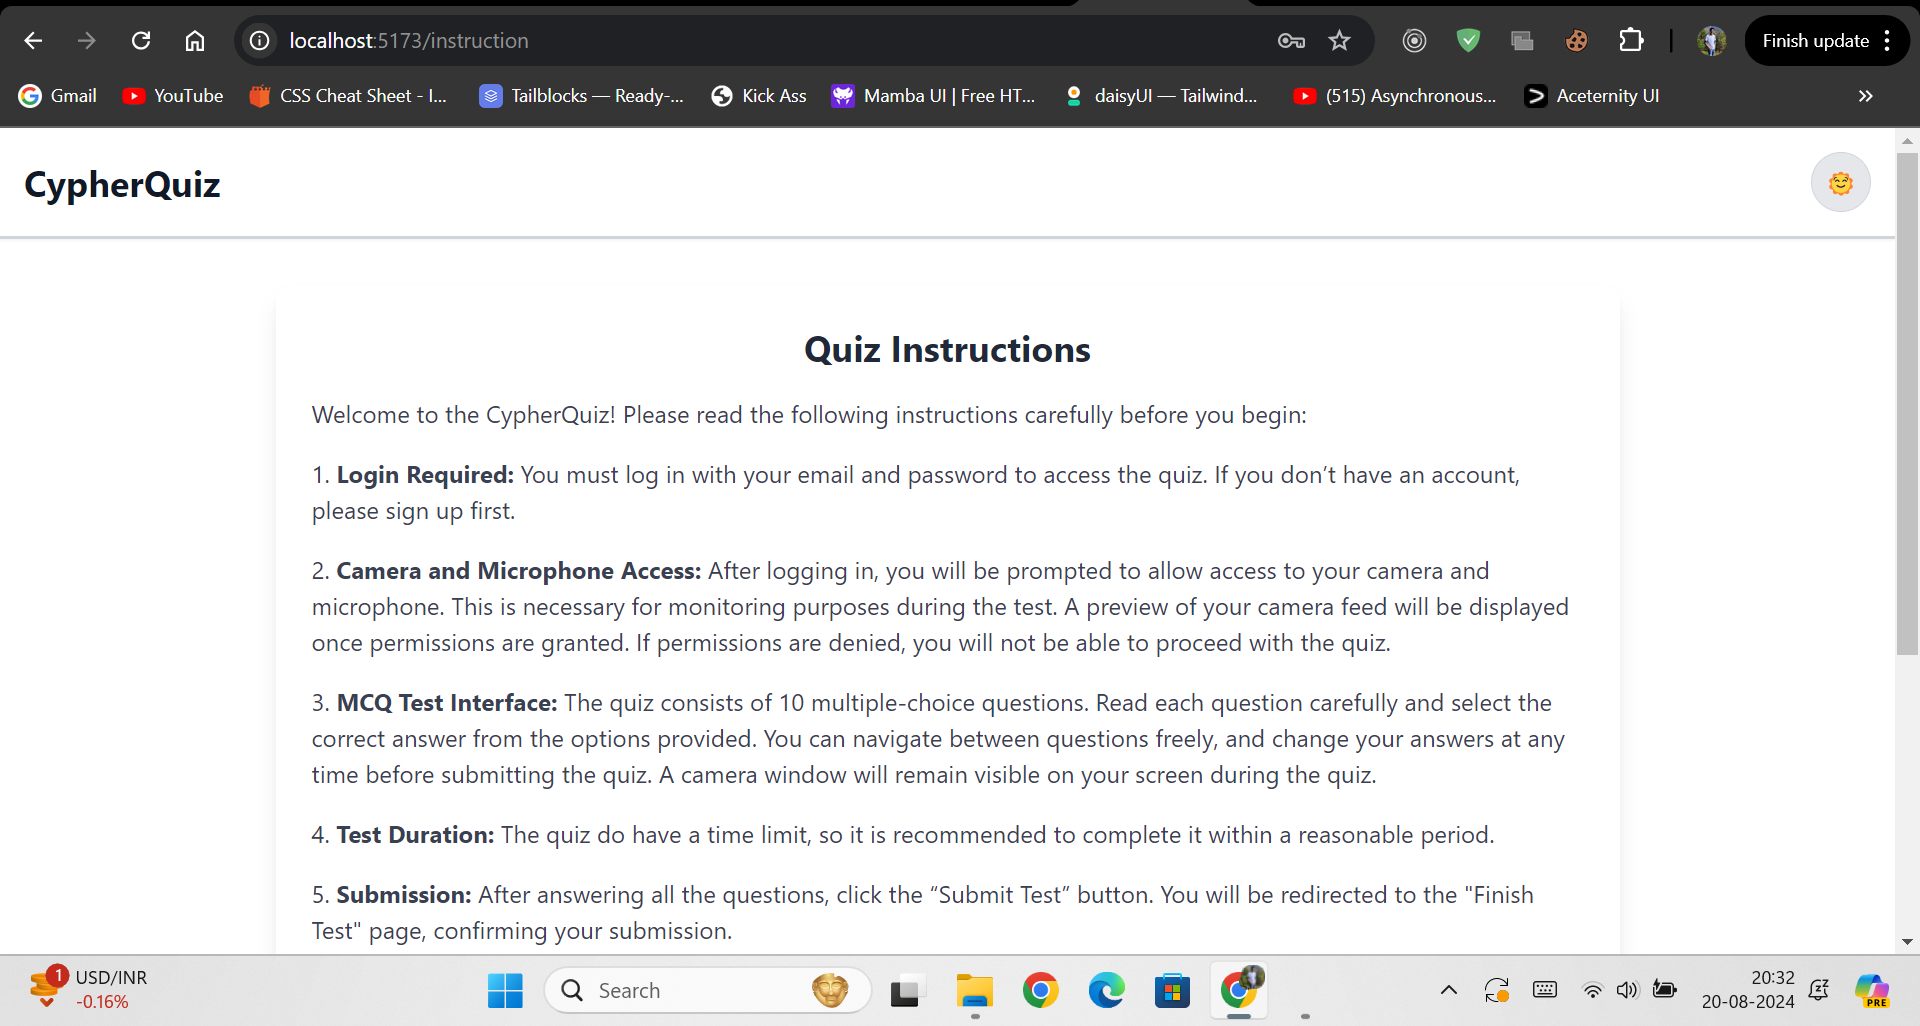 localhost:5173/instruction
Finish update
Gmail
YouTube
CSS Cheat Sheet - I...
Tailblocks — Ready-...
Kick Ass
Mamba UI | Free HT...
daisyUI — Tailwind...
(515) Asynchronous...
Aceternity UI
CypherQuiz
Quiz Instructions
Welcome to the CypherQuiz! Please read the following instructions carefully before you begin:
1. Login Required: You must log in with your email and password to access the quiz. If you don’t have an account,
please sign up first.
2. Camera and Microphone Access: After logging in, you will be prompted to allow access to your camera and
microphone. This is necessary for monitoring purposes during the test. A preview of your camera feed will be displayed
once permissions are granted. If permissions are denied, you will not be able to proceed with the quiz.
3. MCQ Test Interface: The quiz consists of 10 multiple-choice questions. Read each question carefully and select the
correct answer from the options provided. You can navigate between questions freely, and change your answers at any
time before submitting the quiz. A camera window will remain visible on your screen during the quiz.
4. Test Duration: The quiz do have a time limit, so it is recommended to complete it within a reasonable period.
5. Submission: After answering all the questions, click the “Submit Test” button. You will be redirected to the "Finish
Test" page, confirming your submission.
1
USD/INR
-0.16%
Search
20:32
20-08-2024
PRE